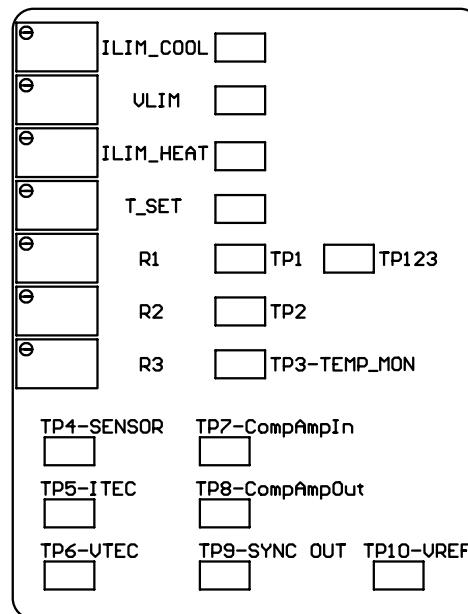 ILIM_COOL
VLIM
ILIM_HEAT
T_SET
R1 TP1 TP123
R2 TP2
R3 TP3-TEMP_MON
TP4-SENSOR TP7-CompAmpIn
TP5-ITEC TP8-CompAmpOut
TP6-VTEC TP9-SYNC OUT TP10-VREF